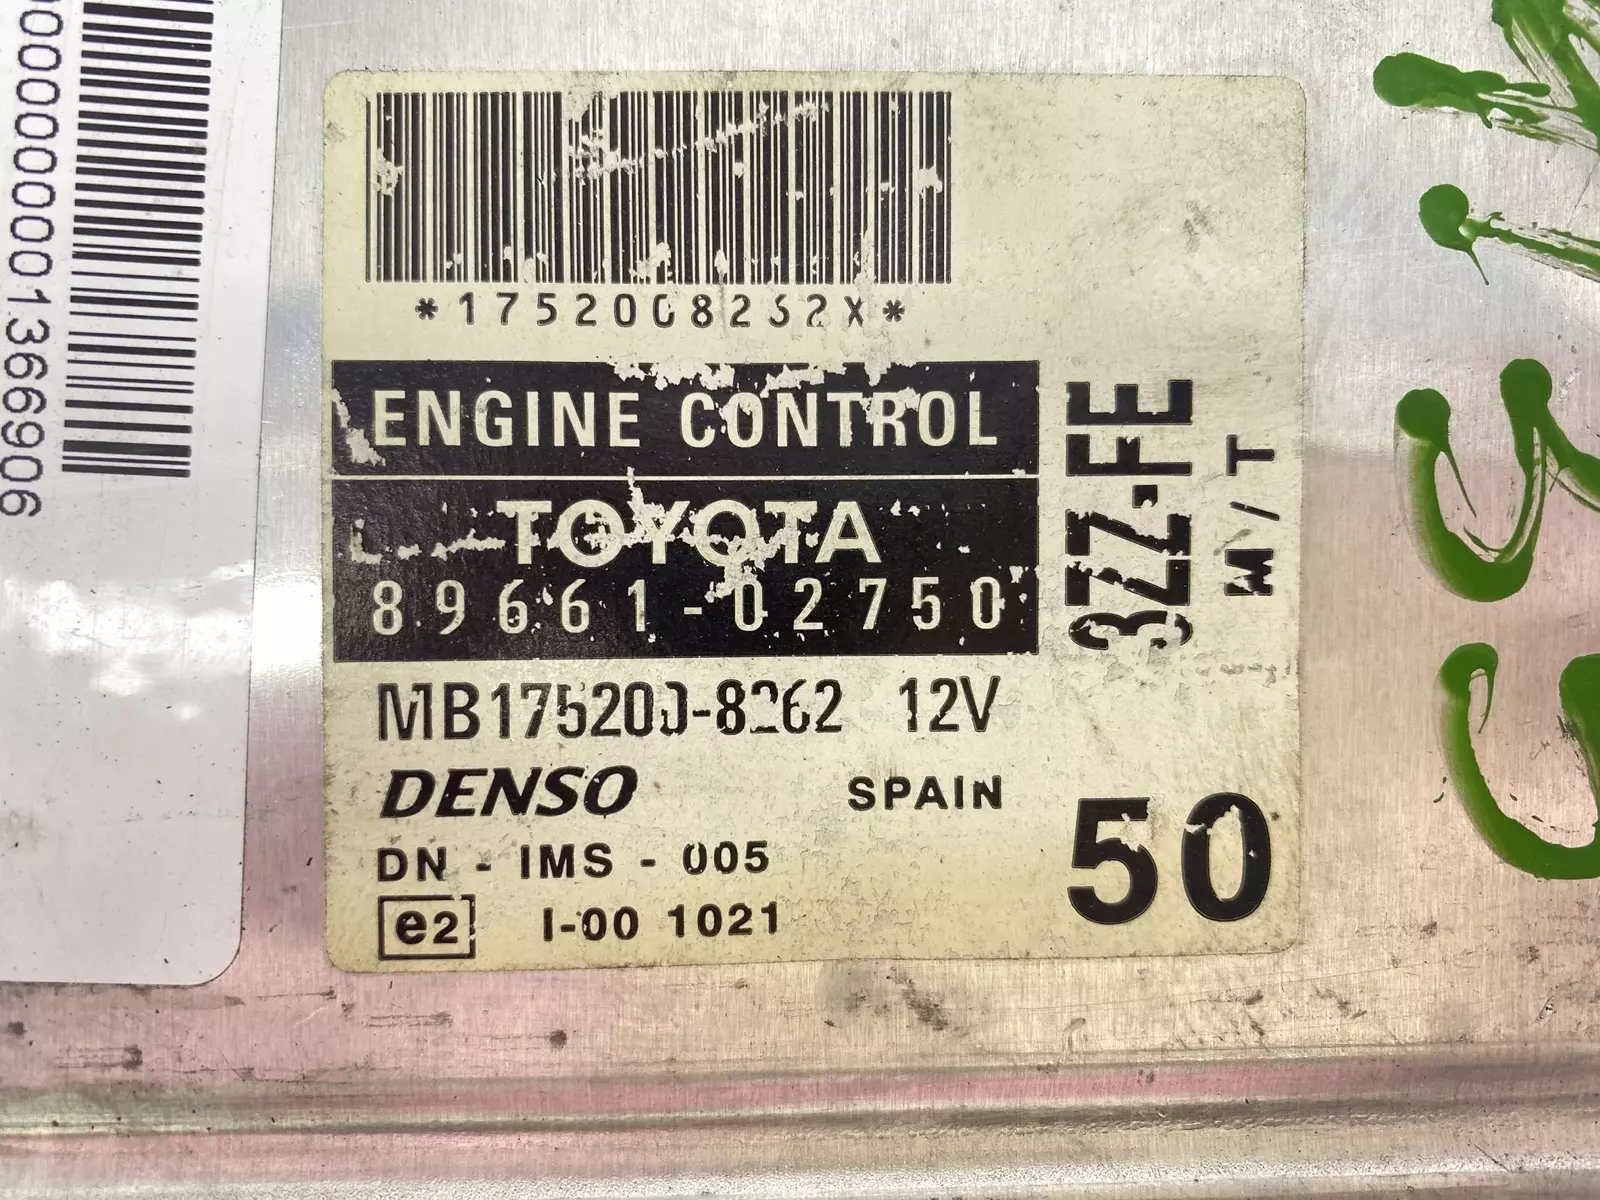 *1752008262X*
ENGINE CONTROL
TOYOTA
89661-02750
MB175200-8262 12V
DENSO SPAIN
DN - IMS - 005
e2 I-00 1021
50
3ZZ-FE
M/T